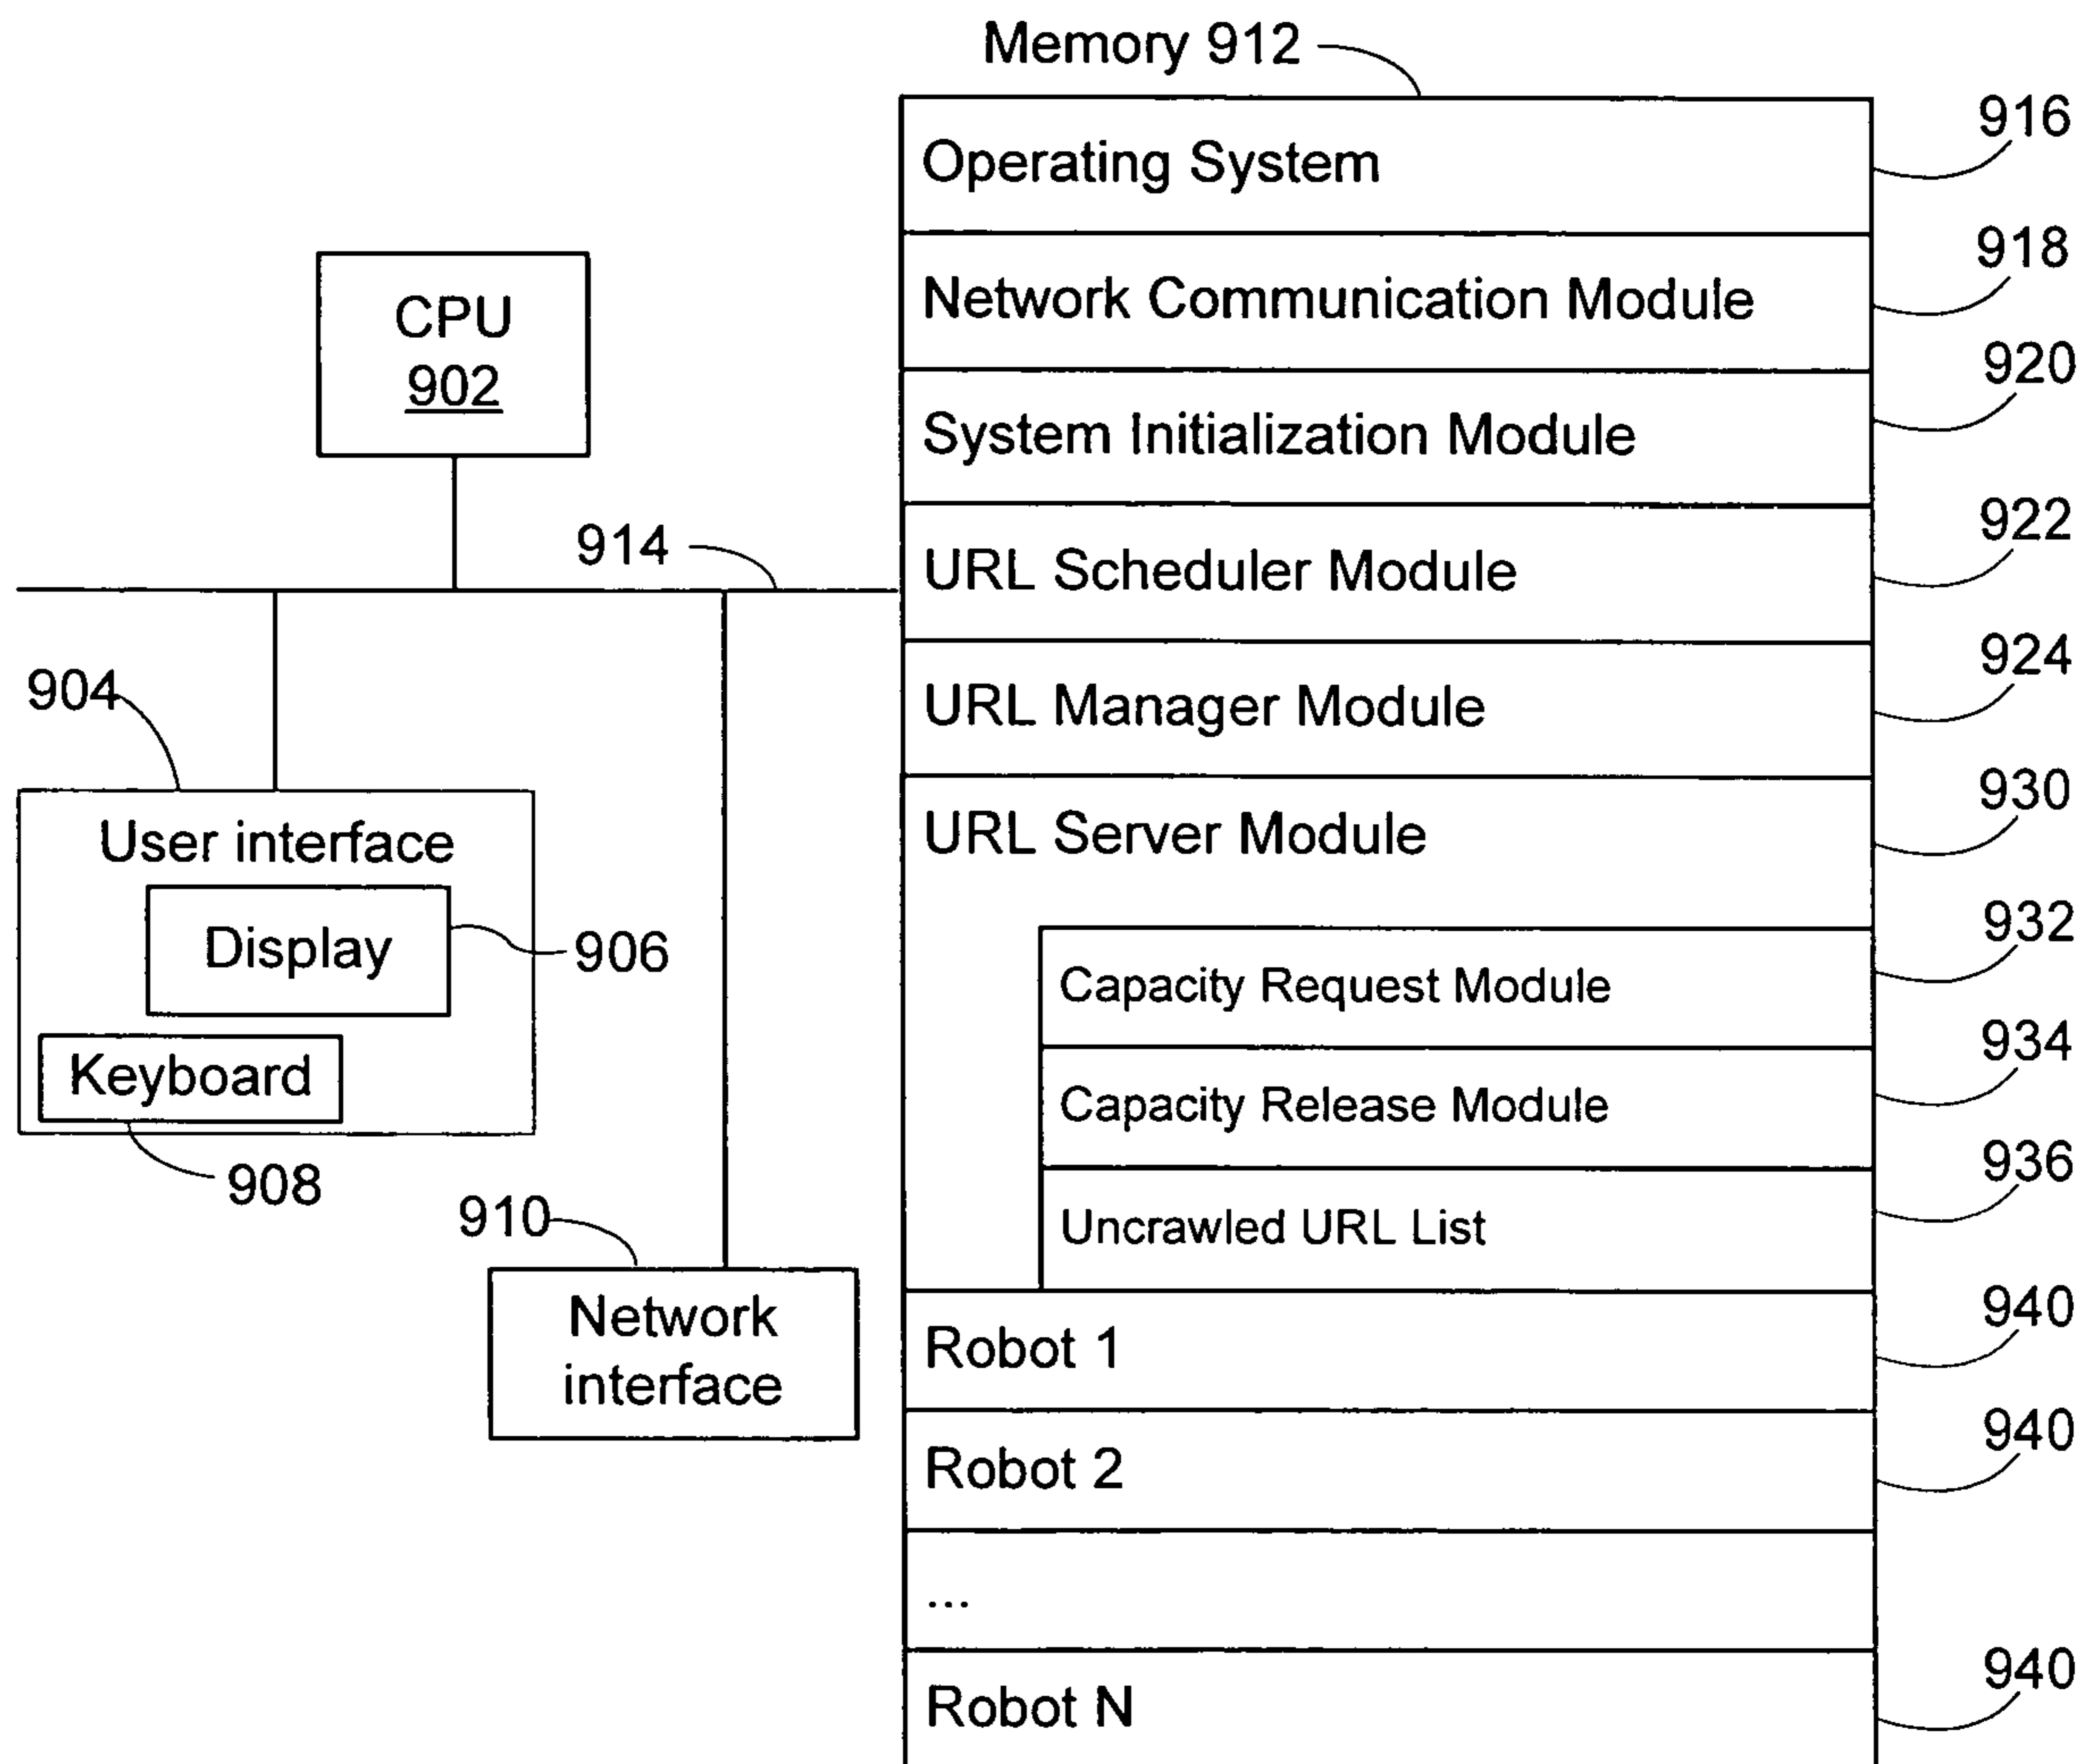 Memory 912
Operating System
916
Network Communication Module
918
System Initialization Module
920
URL Scheduler Module
922
URL Manager Module
924
URL Server Module
930
Capacity Request Module
932
Capacity Release Module
934
Uncrawled URL List
936
Robot 1
940
Robot 2
940
...
Robot N
940
CPU
902
914
904
User interface
Display
906
Keyboard
908
910
Network
interface